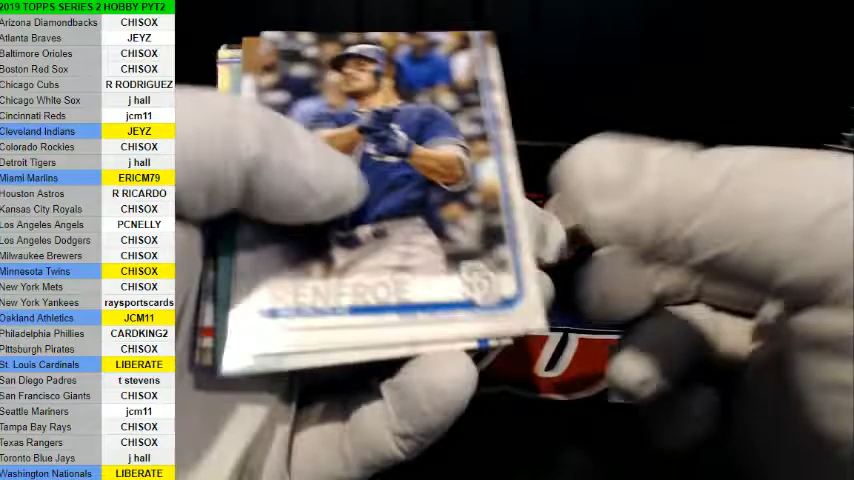 2019 TOPPS SERIES 2 HOBBY PYT2
Arizona Diamondbacks CHISOX
Atlanta Braves JEYZ
Baltimore Orioles CHISOX
Boston Red Sox CHISOX
Chicago Cubs R RODRIGUEZ
Chicago White Sox j hall
Cincinnati Reds jcm11
Cleveland Indians JEYZ
Colorado Rockies CHISOX
Detroit Tigers j hall
Miami Marlins ERICM79
Houston Astros R RICARDO
Kansas City Royals CHISOX
Los Angeles Angels PCNELLY
Los Angeles Dodgers CHISOX
Milwaukee Brewers CHISOX
Minnesota Twins CHISOX
New York Mets CHISOX
New York Yankees raysportscards
Oakland Athletics JCM11
Philadelphia Phillies CARDKING2
Pittsburgh Pirates CHISOX
St. Louis Cardinals LIBERATE
San Diego Padres t stevens
San Francisco Giants CHISOX
Seattle Mariners jcm11
Tampa Bay Rays CHISOX
Texas Rangers CHISOX
Toronto Blue Jays j hall
Washington Nationals LIBERATE
RENFROE
SD